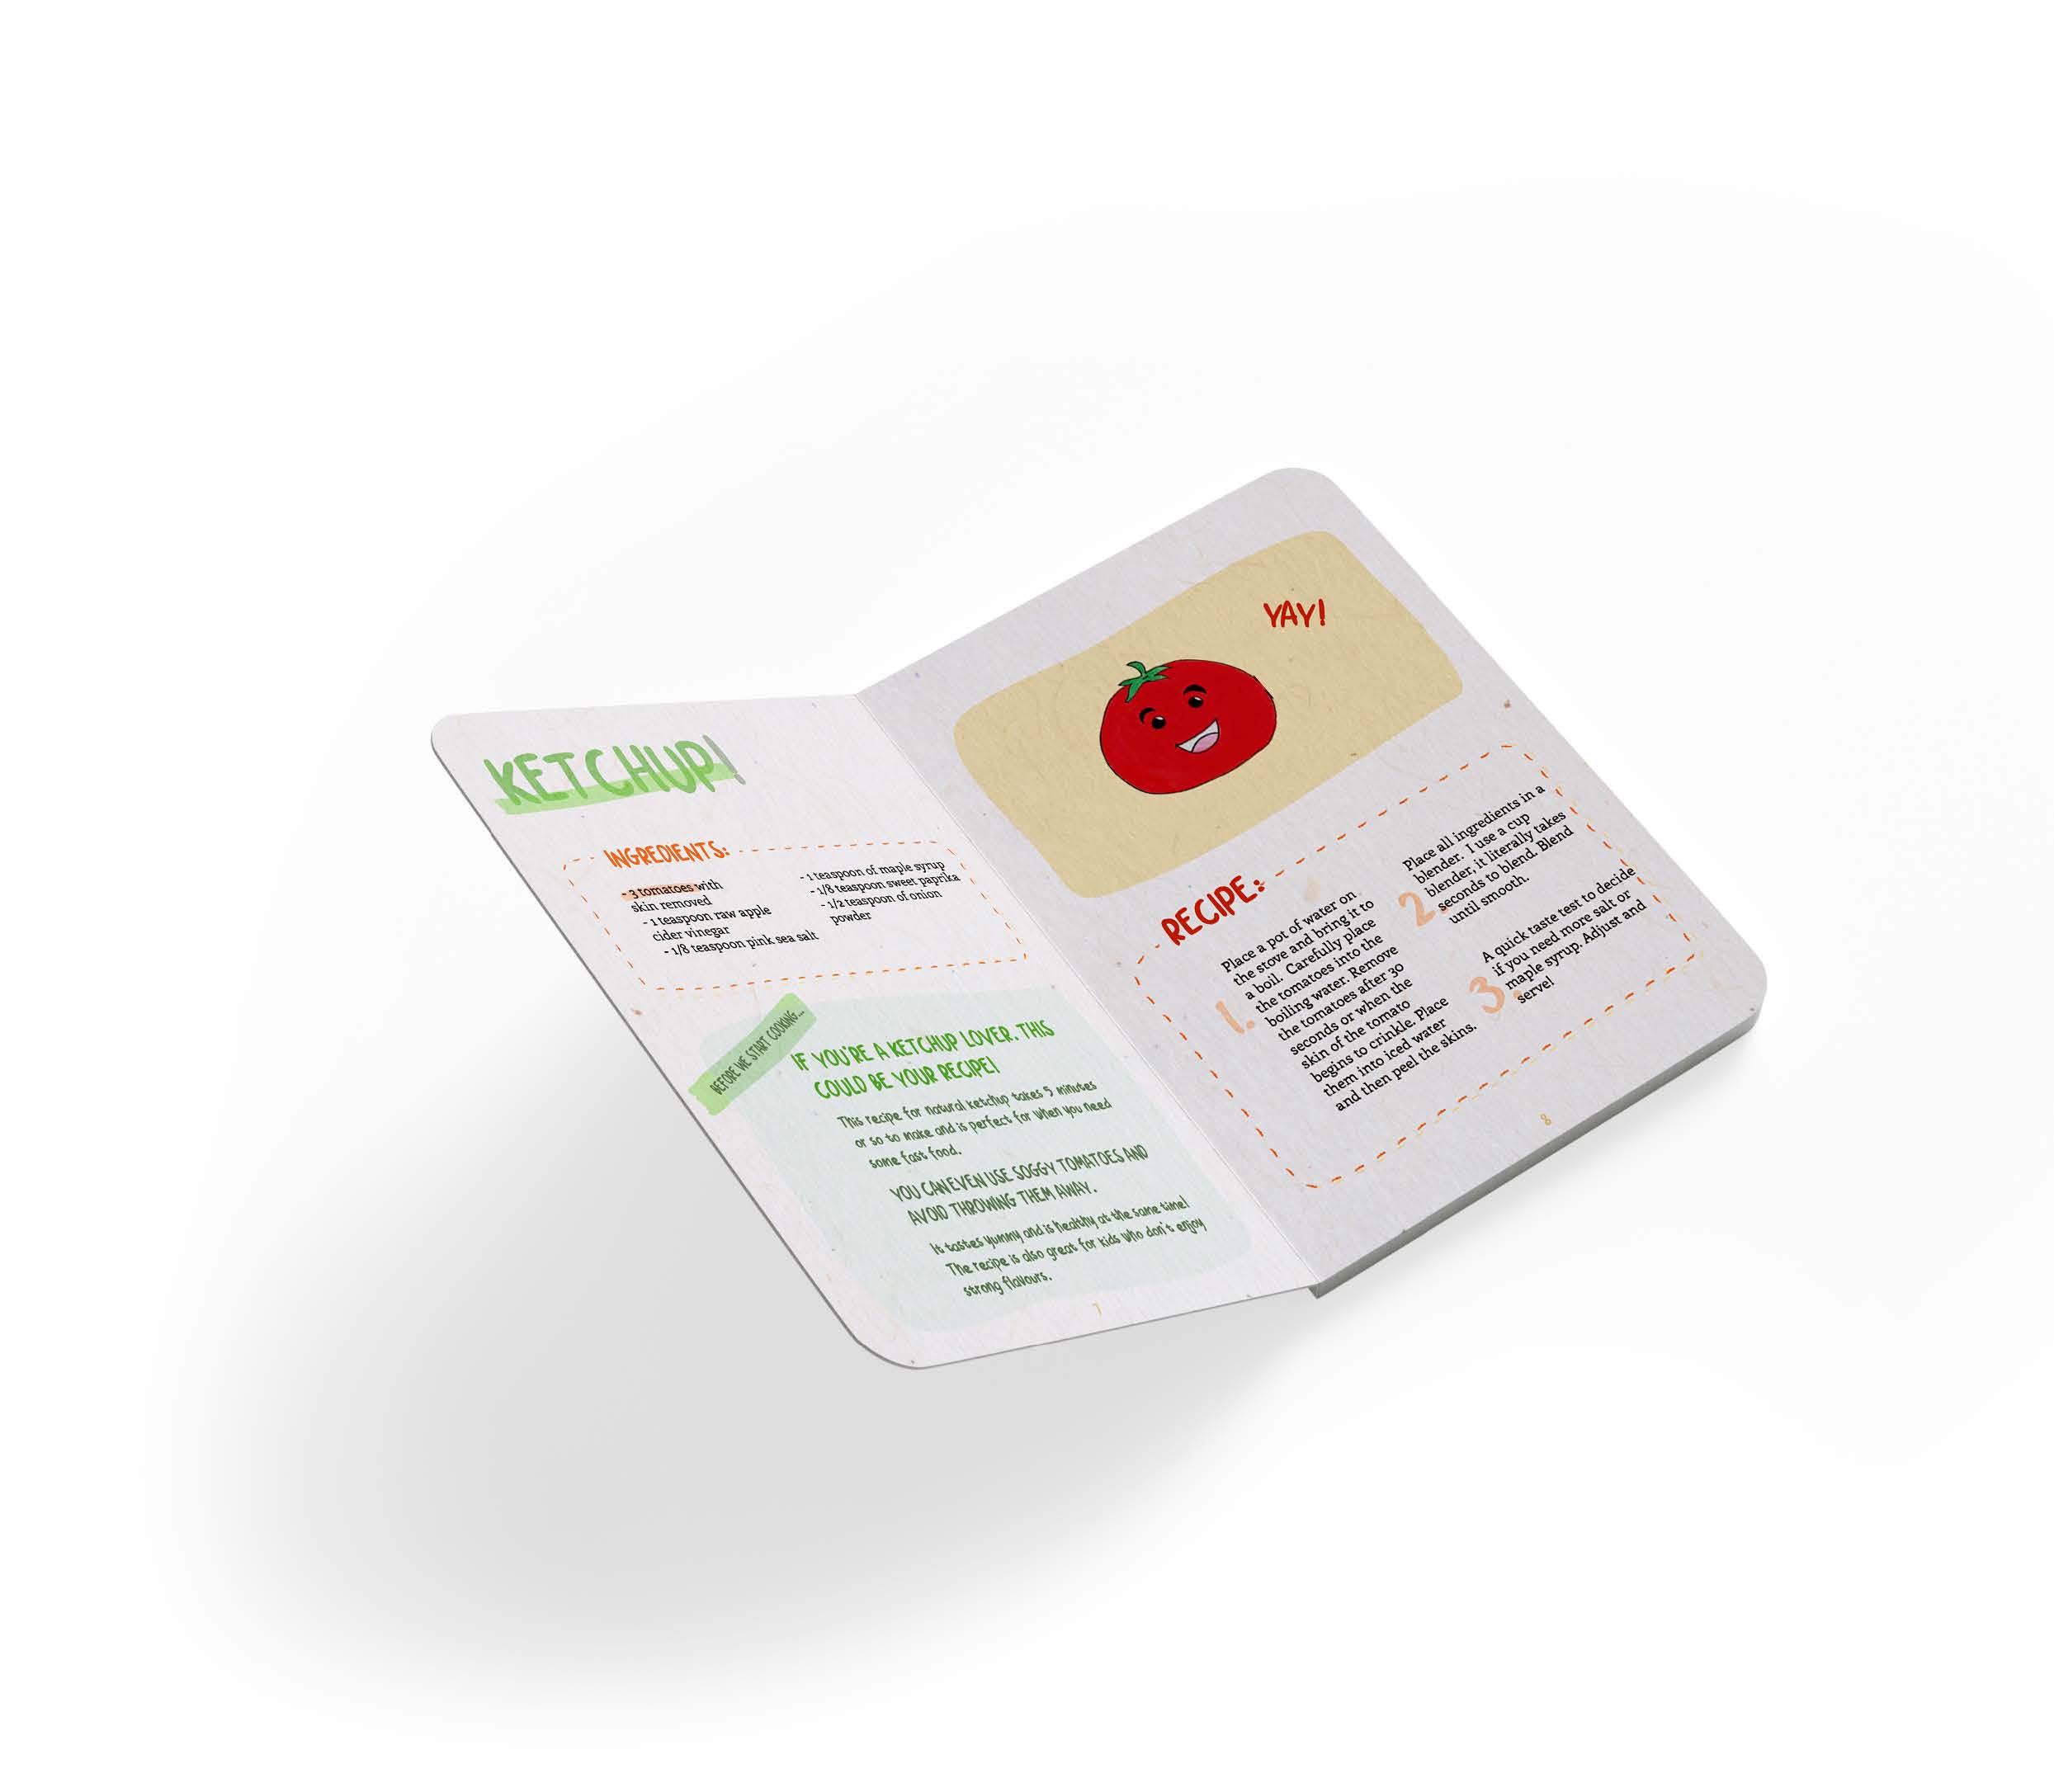 KETCHUP!
INGREDIENTS:
- 3 tomatoes with
skin removed
- 1 teaspoon raw apple
cider vinegar
- 1/8 teaspoon pink sea salt
- 1 teaspoon of maple syrup
- 1/8 teaspoon sweet paprika
- 1/2 teaspoon of onion
powder
BEFORE WE START COOKING...
IF YOU'RE A KETCHUP LOVER. THIS
COULD BE YOUR RECIPE!
This recipe for natural ketchup takes 5 minutes
or so to make and is perfect for when you need
some fast food.
YOU CAN EVEN USE SOGGY TOMATOES AND
AVOID THROWING THEM AWAY.
It tastes yummy and is healthy at the same time!
The recipe is also great for kids who don't enjoy
strong flavours.
7
YAY!
RECIPE:
1.
Place a pot of water on
the stove and bring it to
a boil. Carefully place
the tomatoes into the
boiling water. Remove
the tomatoes after 30
seconds or when the
skin of the tomato
begins to crinkle. Place
them into iced water
and then peel the skins.
2.
Place all ingredients in a
blender. I use a cup
blender, it literally takes
seconds to blend. Blend
until smooth.
3.
A quick taste test to decide
if you need more salt or
maple syrup. Adjust and
serve!
8